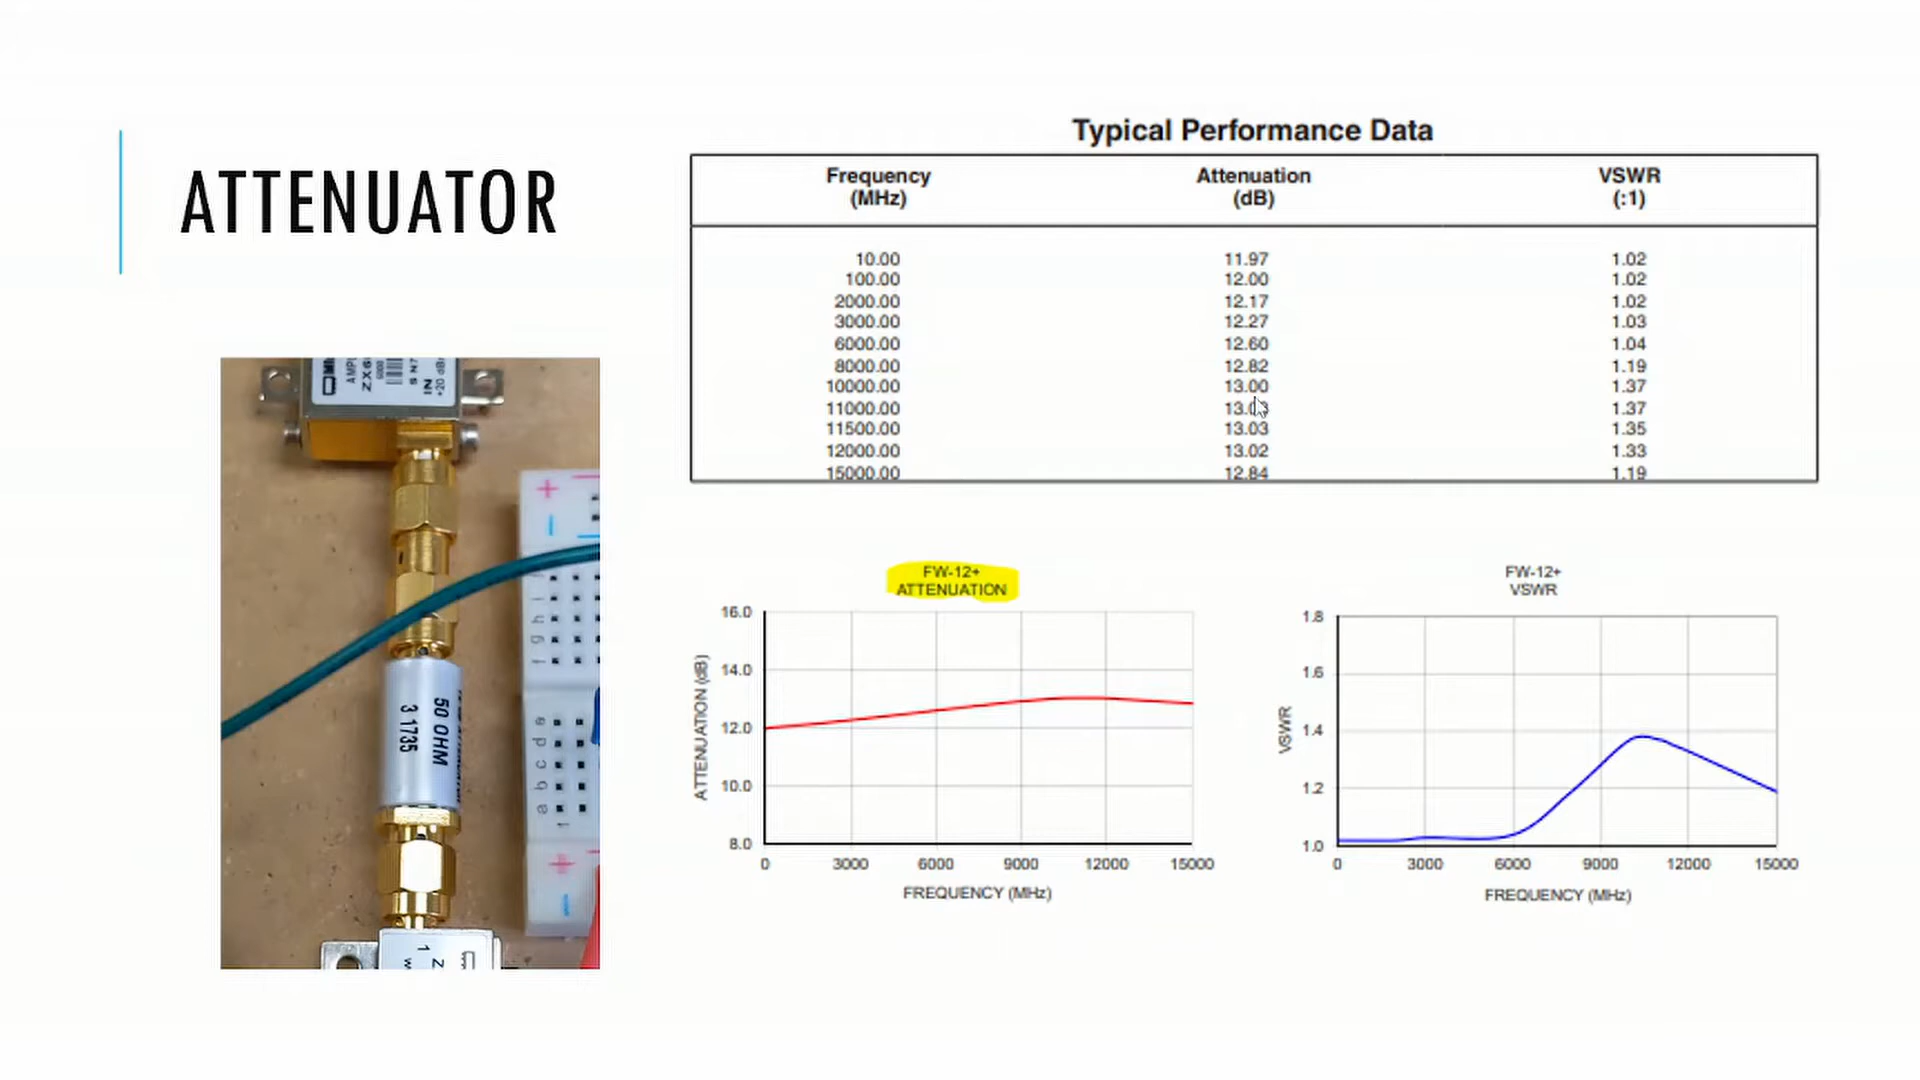 ATTENUATOR
Typical Performance Data
Frequency (MHz) Attenuation (dB) VSWR (:1)
10.00 11.97 1.02
100.00 12.00 1.02
2000.00 12.17 1.02
3000.00 12.27 1.03
6000.00 12.60 1.04
8000.00 12.82 1.19
10000.00 13.00 1.37
11000.00 1.37
11500.00 13.03 1.35
12000.00 13.02 1.33
15000.00 12.84 1.19
IN
50 OHM
3 1735
FW-12+
ATTENUATION
16.0
14.0
12.0
10.0
8.0
ATTENUATION (dB)
0 3000 6000 9000 12000 15000
FREQUENCY (MHz)
FW-12+
VSWR
1.8
1.6
1.4
1.2
1.0
VSWR
0 3000 6000 9000 12000 15000
FREQUENCY (MHz)